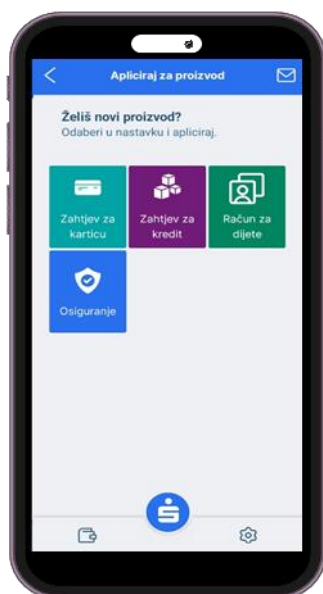 Apliciraj za proizvod
Želiš novi proizvod?
Odaberi u nastavku i apliciraj.
Zahtjev za
karticu
Zahtjev za
kredit
Račun za
dijete
Osiguranje